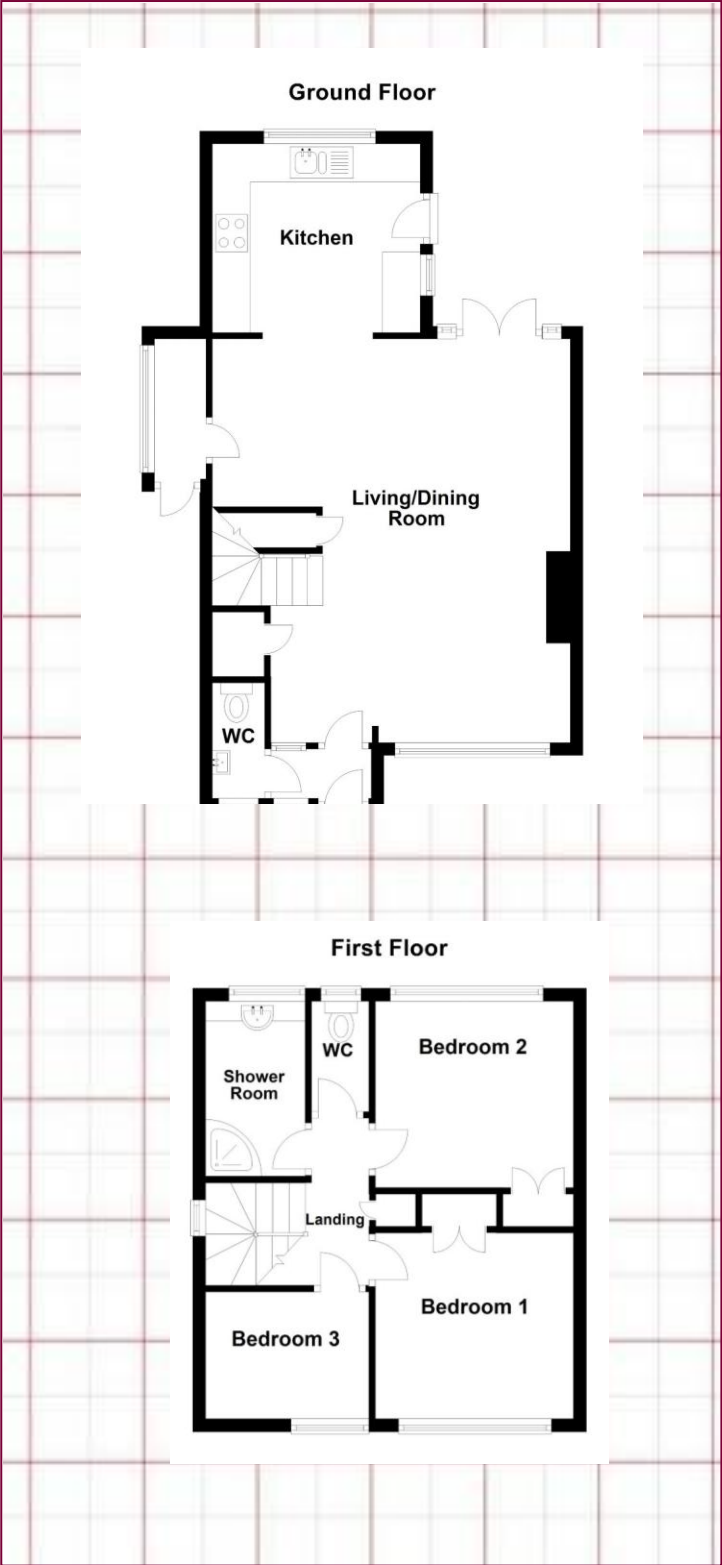 Ground Floor
Kitchen
Living/Dining
Room
WC
First Floor
Bedroom 2
WC
Shower
Room
Landing
Bedroom 1
Bedroom 3